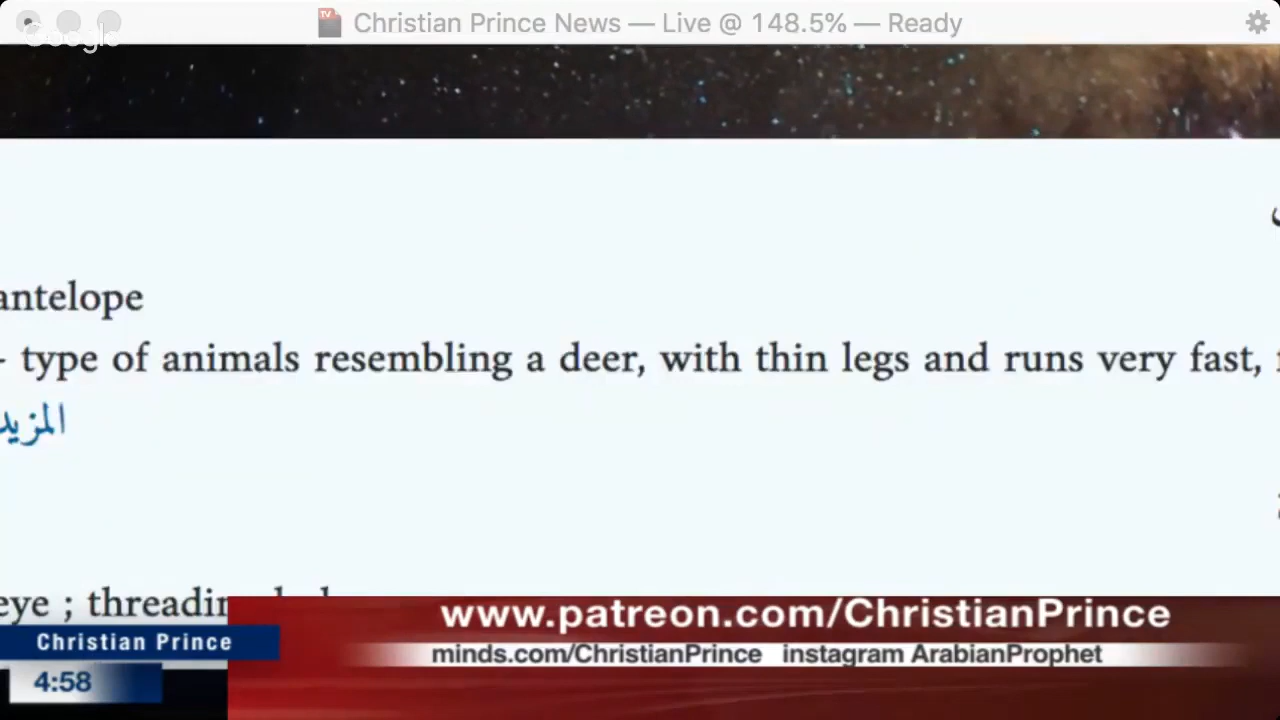 Christian Prince News — Live @ 148.5% — Ready
Google
antelope
- type of animals resembling a deer, with thin legs and runs very fast,
المزيد
eye ;
www.patreon.com/ChristianPrince
Christian Prince
minds.com/ChristianPrince instagram ArabianProphet
4:58